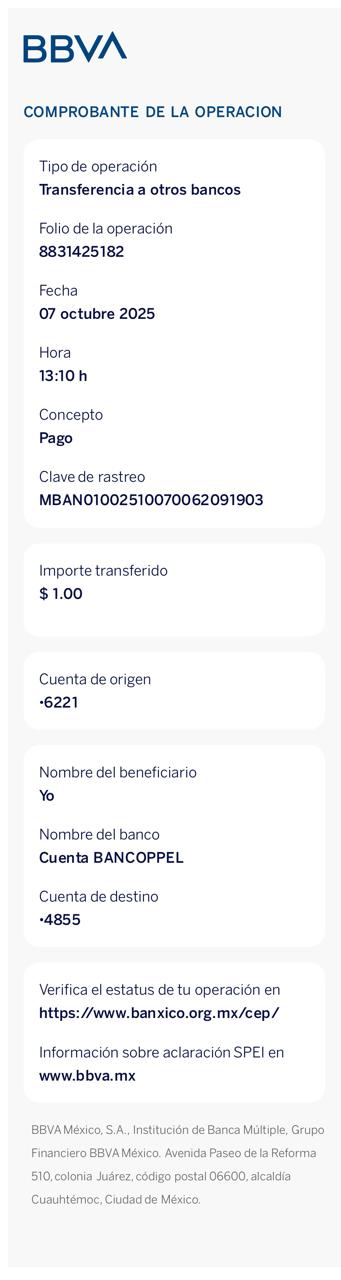 BBVA
COMPROBANTE DE LA OPERACION
Tipo de operación
Transferencia a otros bancos
Folio de la operación
8831425182
Fecha
07 octubre 2025
Hora
13:10 h
Concepto
Pago
Clave de rastreo
MBAN01002510070062091903
Importe transferido
$ 1.00
Cuenta de origen
•6221
Nombre del beneficiario
Yo
Nombre del banco
Cuenta BANCOPPEL
Cuenta de destino
•4855
Verifica el estatus de tu operación en
https://www.banxico.org.mx/cep/
Información sobre aclaración SPEI en
www.bbva.mx
BBVA México, S.A., Institución de Banca Múltiple, Grupo
Financiero BBVA México. Avenida Paseo de la Reforma
510, colonia Juárez, código postal 06600, alcaldía
Cuauhtémoc, Ciudad de México.